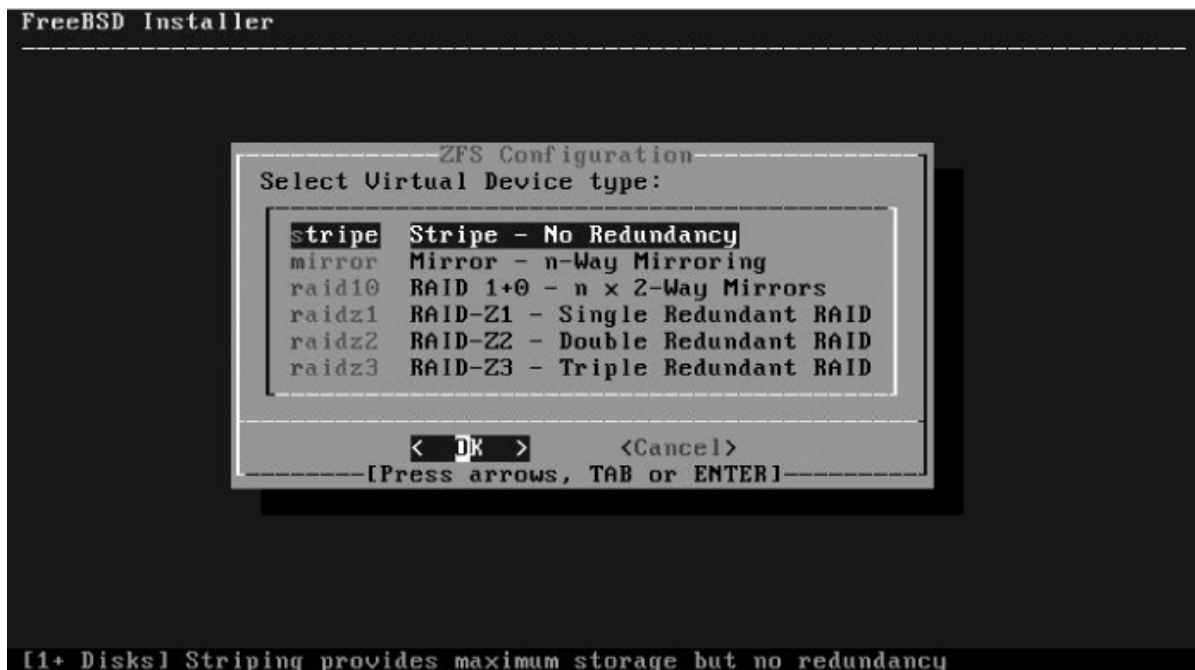 FreeBSD Installer
ZFS Configuration
Select Virtual Device type:
stripe Stripe - No Redundancy
mirror Mirror - n-Way Mirroring
raid10 RAID 1+0 - n x 2-Way Mirrors
raidz1 RAID-Z1 - Single Redundant RAID
raidz2 RAID-Z2 - Double Redundant RAID
raidz3 RAID-Z3 - Triple Redundant RAID
< OK > <Cancel>
[Press arrows, TAB or ENTER]
[1+ Disks] Striping provides maximum storage but no redundancy